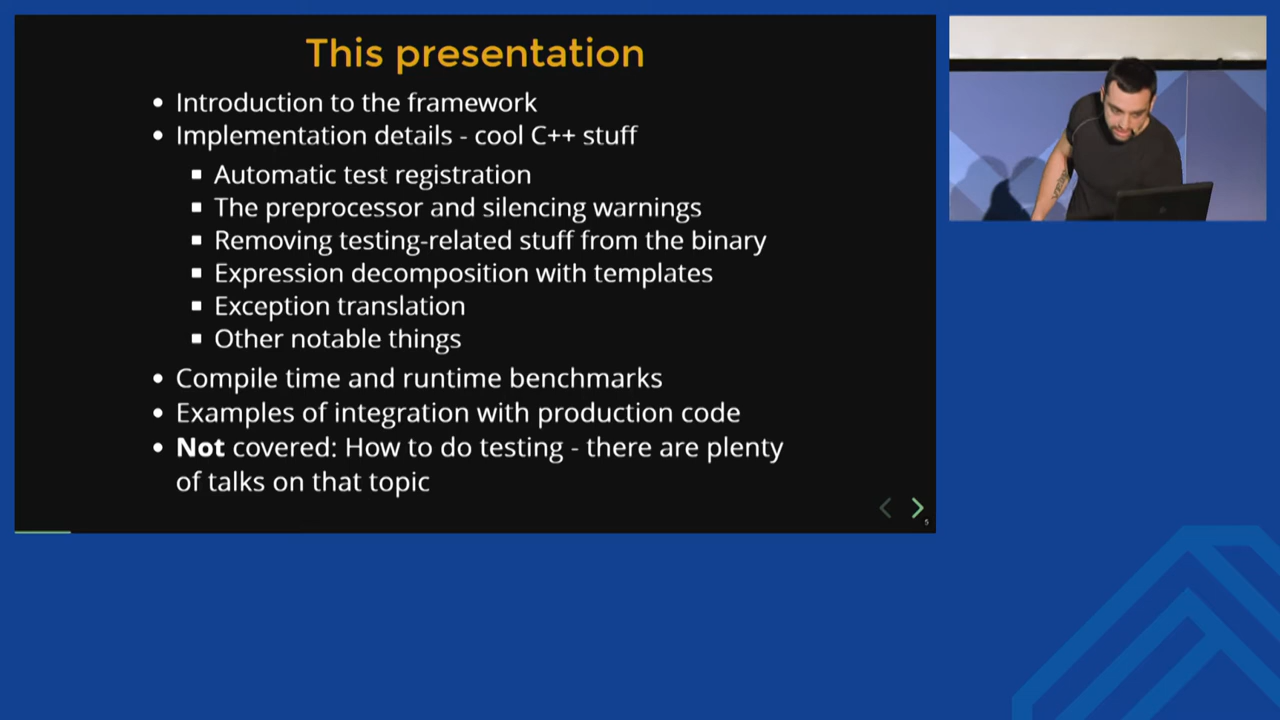 This presentation
• Introduction to the framework
• Implementation details - cool C++ stuff
▪ Automatic test registration
▪ The preprocessor and silencing warnings
▪ Removing testing-related stuff from the binary
▪ Expression decomposition with templates
▪ Exception translation
▪ Other notable things
• Compile time and runtime benchmarks
• Examples of integration with production code
• Not covered: How to do testing - there are plenty
of talks on that topic
5